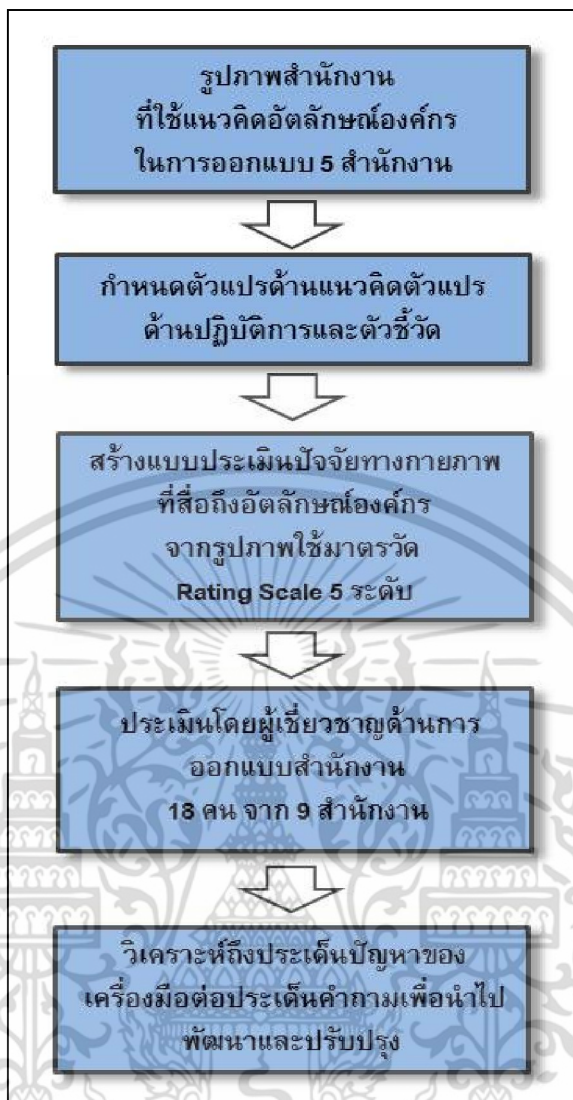 รูปภาพสำนักงาน
ที่ใช้แนวคิดอัตลักษณ์องค์กร
ในการออกแบบ 5 สำนักงาน
กำหนดตัวแปรด้านแนวคิดตัวแปร
ด้านปฏิบัติการและตัวชี้วัด
สร้างแบบประเมินปัจจัยทางกายภาพ
ที่สื่อถึงอัตลักษณ์องค์กร
จากรูปภาพใช้มาตรวัด
Rating Scale 5 ระดับ
ประเมินโดยผู้เชี่ยวชาญด้านการ
ออกแบบสำนักงาน
18 คน จาก 9 สำนักงาน
วิเคราะห์ถึงประเด็นปัญหาของ
เครื่องมือต่อประเด็นคำถามเพื่อนำไป
พัฒนาและปรับปรุง